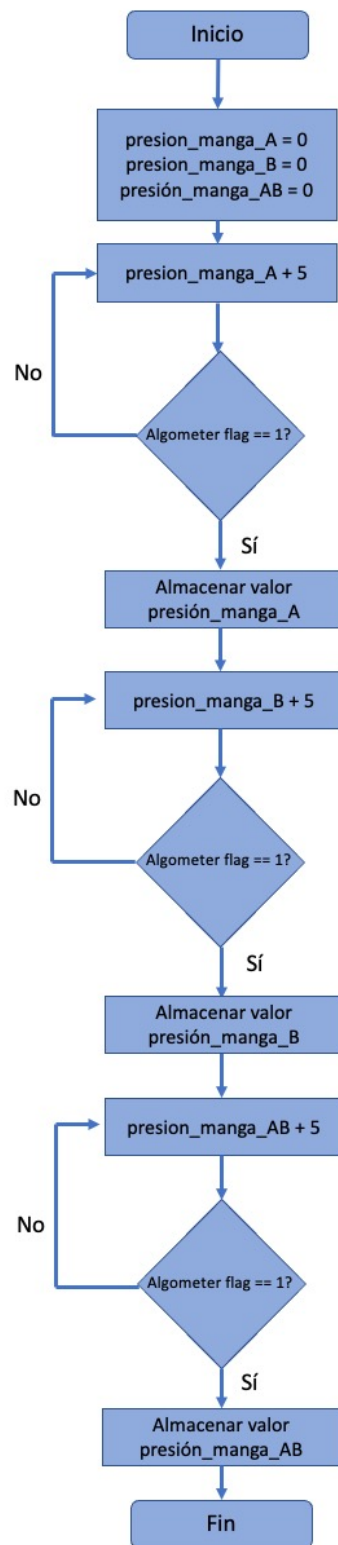 Inicio
presion_manga_A = 0
presion_manga_B = 0
presión_manga_AB = 0
presion_manga_A + 5
No
Algometer flag == 1?
Sí
Almacenar valor
presión_manga_A
presion_manga_B + 5
No
Algometer flag == 1?
Sí
Almacenar valor
presión_manga_B
presion_manga_AB + 5
No
Algometer flag == 1?
Sí
Almacenar valor
presión_manga_AB
Fin